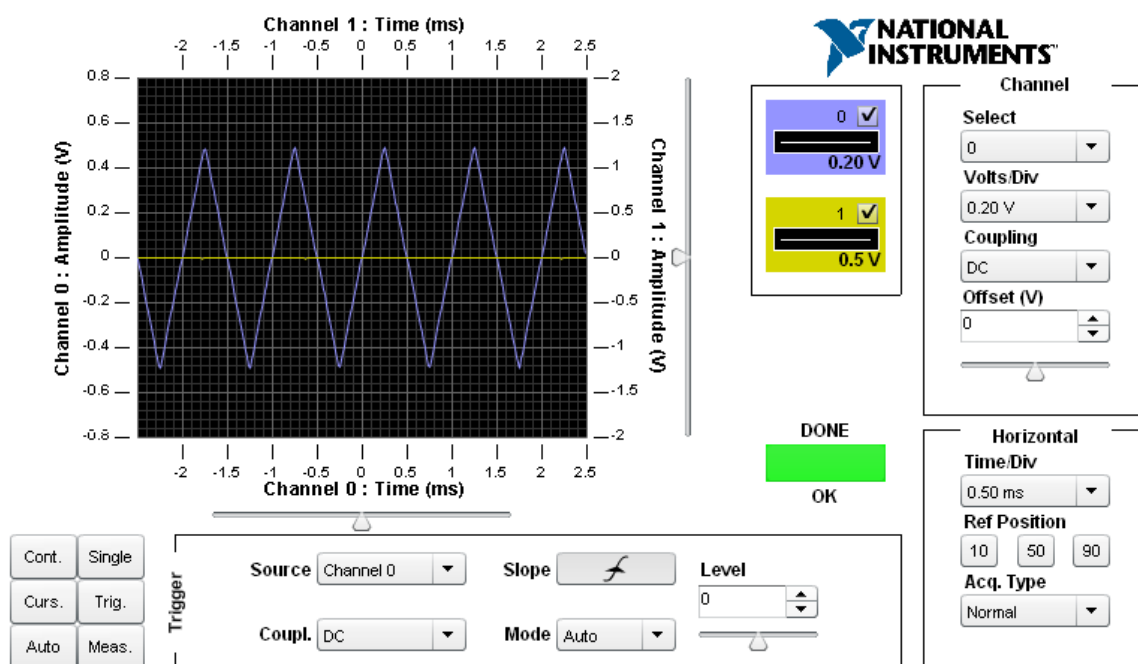 Channel 1 : Time (ms)
-2 -1.5 -1 -0.5 0 0.5 1 1.5 2 2.5
0.8
0.6
0.4
0.2
0
-0.2
-0.4
-0.6
-0.8
Channel 0 : Amplitude (V)
2
1.5
1
0.5
0
-0.5
-1
-1.5
-2
Channel 1 : Amplitude (V)
-2 -1.5 -1 -0.5 0 0.5 1 1.5 2 2.5
Channel 0 : Time (ms)
NATIONAL
INSTRUMENTS™
0
0.20 V
1
0.5 V
DONE
OK
Channel
Select
0
Volts/Div
0.20 V
Coupling
DC
Offset (V)
0
Horizontal
Time/Div
0.50 ms
Ref Position
10 50 90
Acq. Type
Normal
Cont. Single
Curs. Trig.
Auto Meas.
Trigger
Source Channel 0 Slope Level
0
Coupl. DC Mode Auto